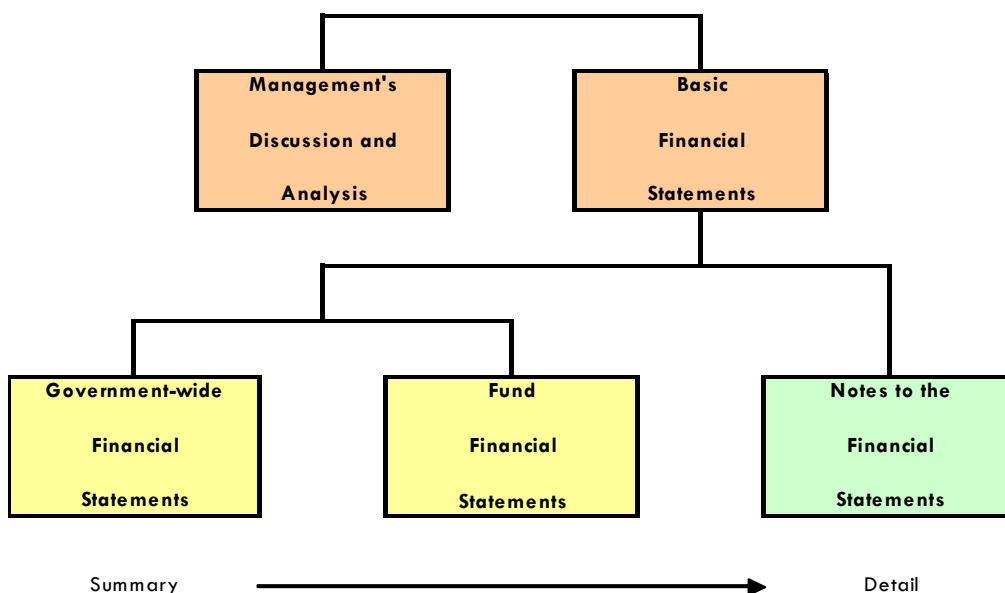 Management's
Discussion and
Analysis
Basic
Financial
Statements
Government-wide
Financial
Statements
Fund
Financial
Statements
Notes to the
Financial
Statements
Summary
Detail